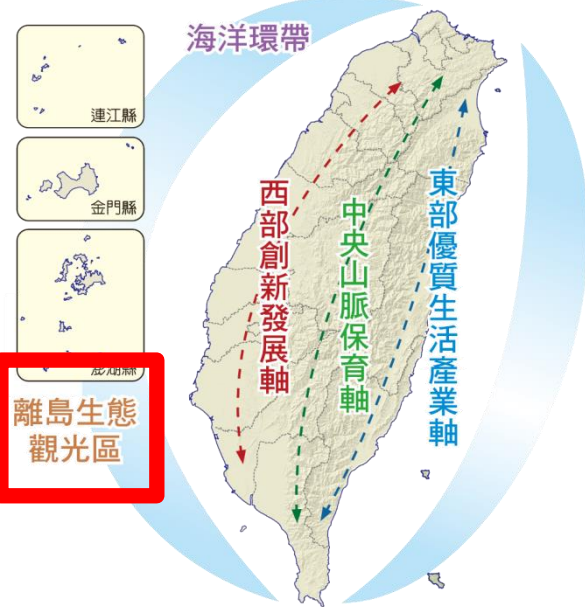 海洋環帶
連江縣
金門縣
澎湖縣
離島生態
觀光區
西部創新發展軸
中央山脈保育軸
東部優質生活產業軸